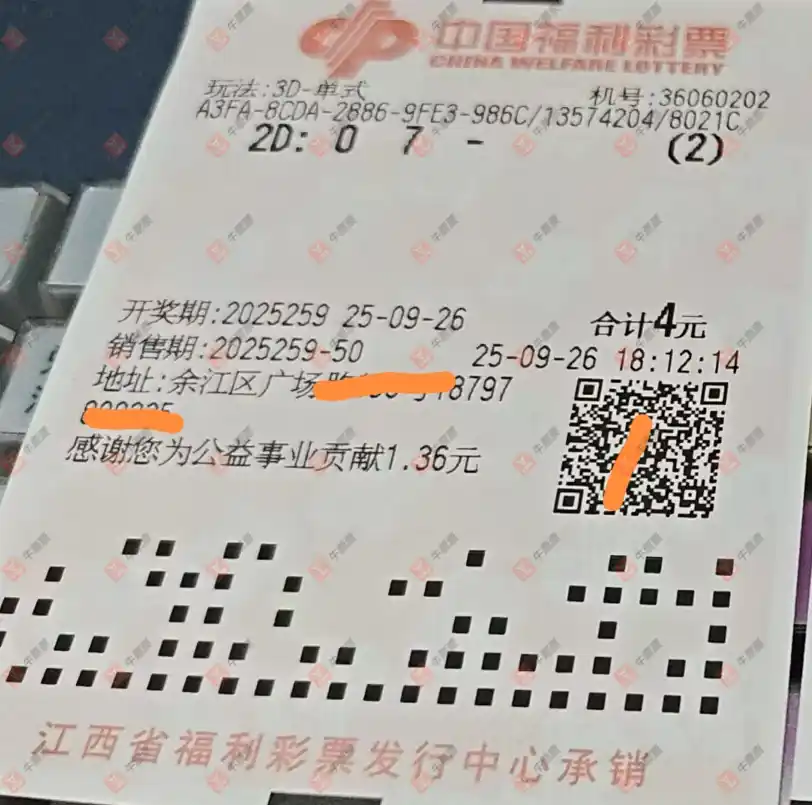 中国福利彩票
CHINA WELFARE LOTTERY
玩法:3D-单式 机号:36060202
A3FA-8CDA-2886-9FE3-986C/13574204/8021C
2D: 0 7 - (2)
开奖期:2025259 25-09-26 合计4元
销售期:2025259-50 25-09-26 18:12:14
地址:余江区广场 8797
感谢您为公益事业贡献1.36元
江西省福利彩票发行中心承销